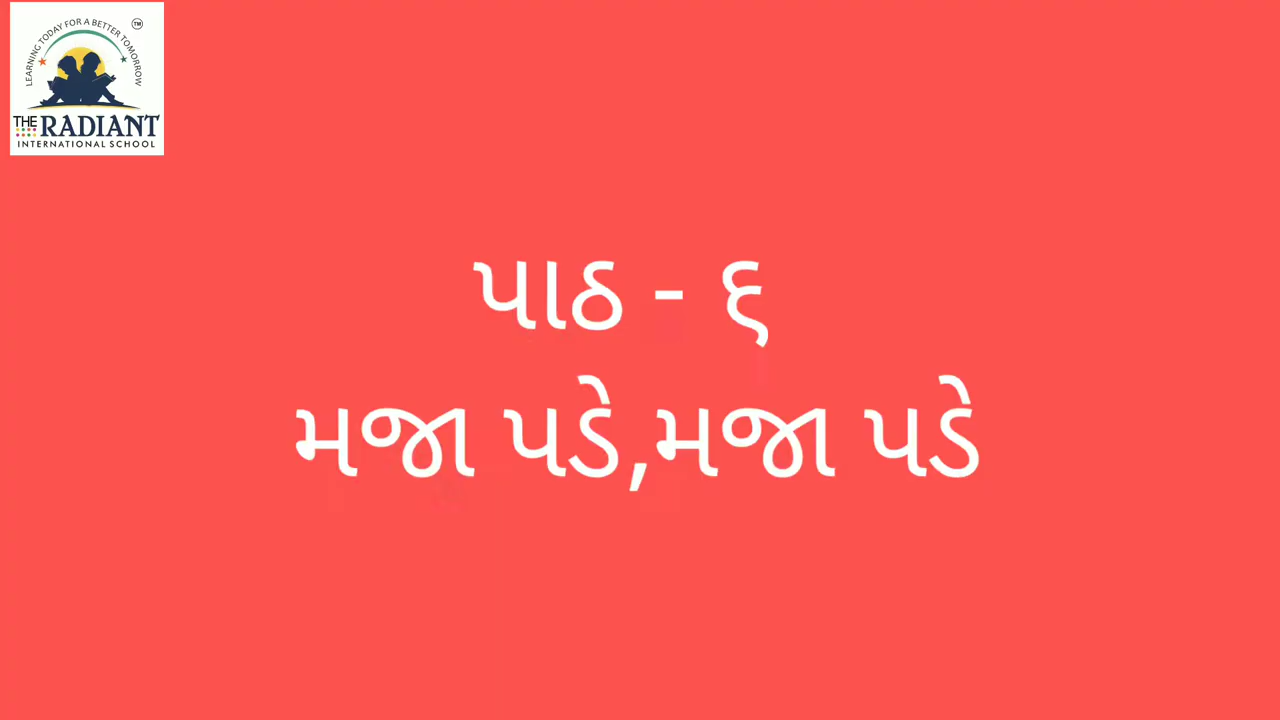 LEARNING TODAY FOR A BETTER TOMORROW
TM
THE RADIANT
INTERNATIONAL SCHOOL
પાઠ - ૬
મજા પડે,મજા પડે